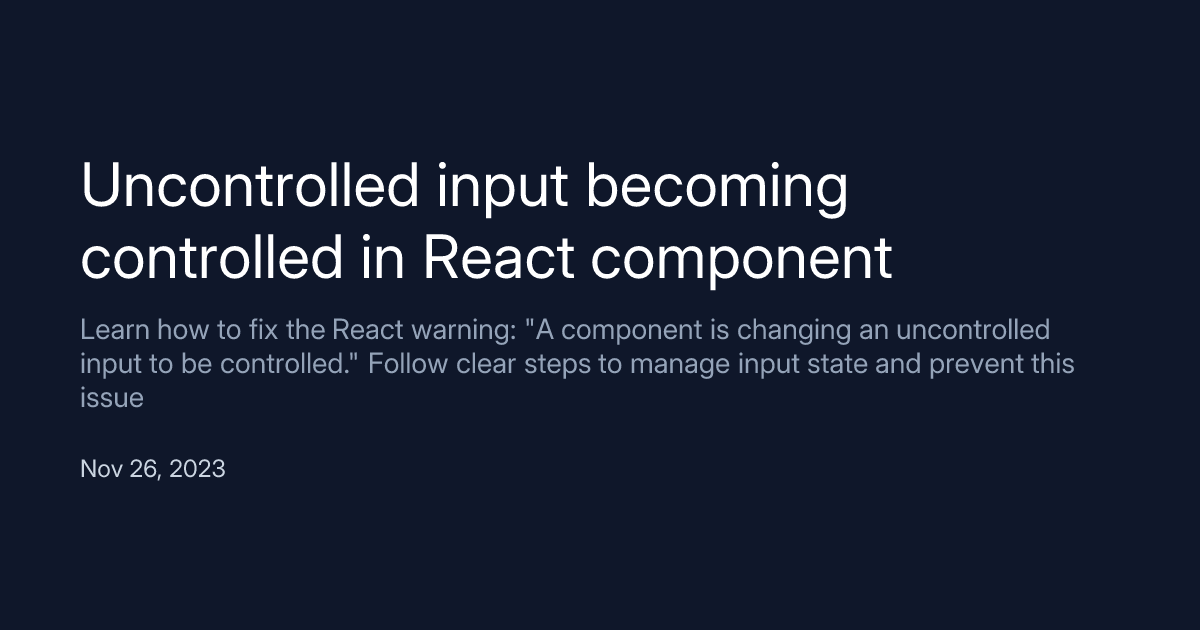 Uncontrolled input becoming
controlled in React component
Learn how to fix the React warning: "A component is changing an uncontrolled
input to be controlled." Follow clear steps to manage input state and prevent this
issue
Nov 26, 2023